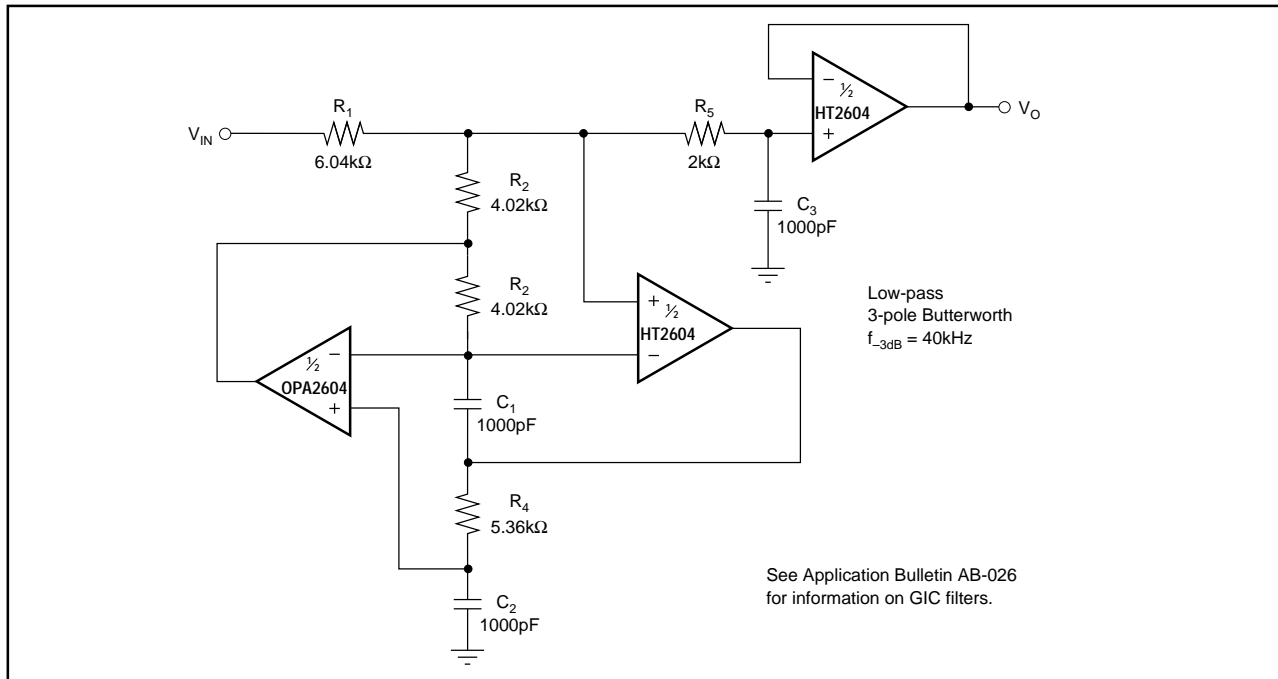 ½
HT2604
−
+
V_O
V_IN
R₁
6.04kΩ
R₅
2kΩ
R₂
4.02kΩ
C₃
1000pF
R₂
4.02kΩ
+
½
HT2604
−
Low-pass
3-pole Butterworth
f₋₃dB = 40kHz
−
½
OPA2604
+
C₁
1000pF
R₄
5.36kΩ
See Application Bulletin AB-026
for information on GIC filters.
C₂
1000pF